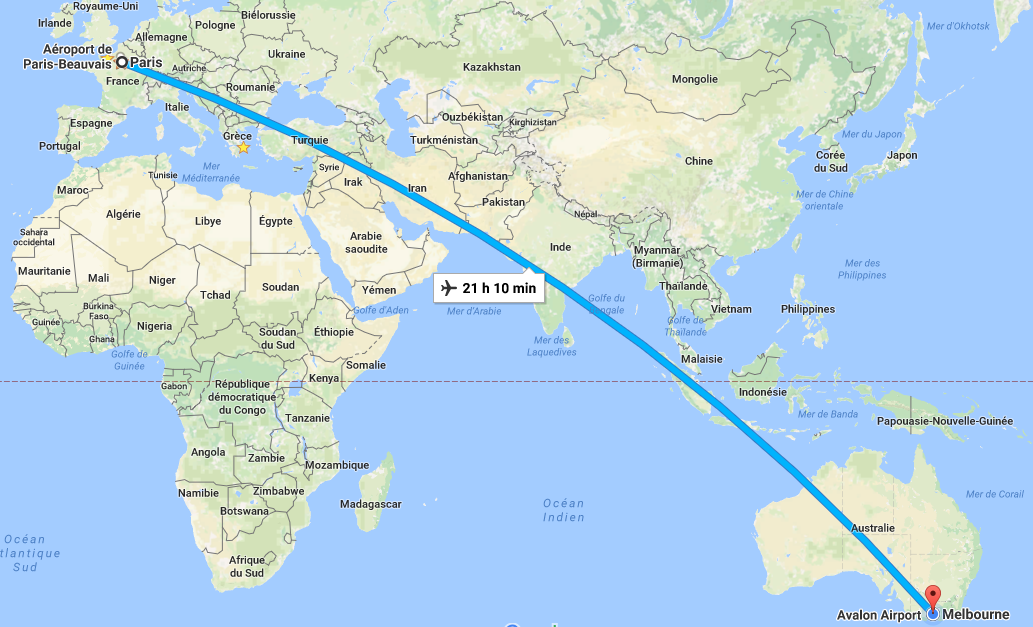 Royaume-Uni
Biélorussie
Irlande
Pologne
Mer d'Okhotsk
Allemagne
Aéroport de
Paris-Beauvais
Paris
Ukraine
Autriche
Kazakhstan
France
Mongolie
Roumanie
Italie
Ouzbékistan
Kirghizistan
Espagne
Grèce
Turquie
Turkménistan
Mer du Japon
Portugal
Corée
du Sud
Japon
Chine
Mer
Méditerranée
Tunisie
Syrie
Irak
Iran
Afghanistan
Maroc
Pakistan
Mer de Chine
orientale
Algérie
Libye
Égypte
Népal
Sahara
occidental
Arabie
saoudite
Inde
Myanmar
(Birmanie)
Mauritanie
Mali
Niger
Tchad
Soudan
Yémen
21 h 10 min
Thaïlande
Mer des
Philippines
Burkina
Faso
Guinée
Ghana
Nigeria
Golfe d'Aden
Mer d'Arabie
Golfe du
Bengale
Vietnam
Philippines
Golfe de
Thaïlande
Soudan
du Sud
Éthiopie
Mer des
Laquedives
Golfe de
Guinée
Somalie
Malaisie
Gabon
République
démocratique
du Congo
Kenya
Indonésie
Tanzanie
Mer de Banda
Papouasie-Nouvelle-Guinée
Angola
Zambie
Mozambique
Namibie
Zimbabwe
Botswana
Madagascar
Océan
Indien
Mer de Corail
Australie
Océan
tlantique
Sud
Afrique
du Sud
Avalon Airport
Melbourne